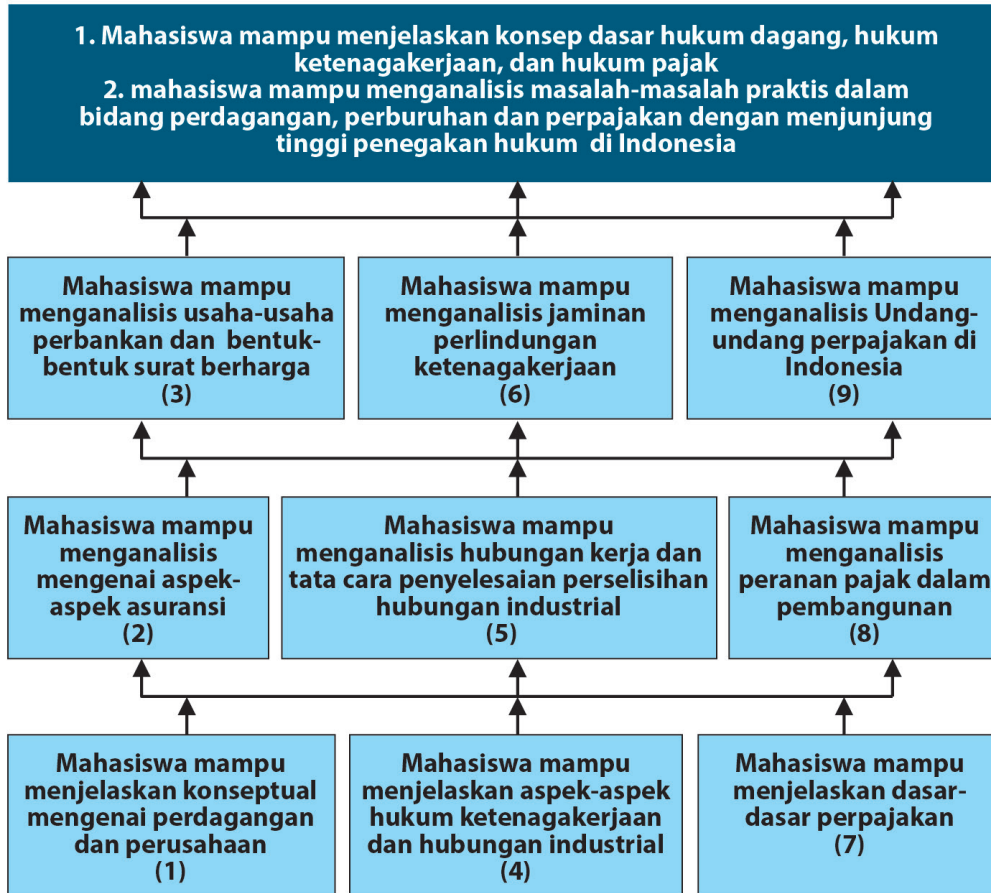 1. Mahasiswa mampu menjelaskan konsep dasar hukum dagang, hukum
ketenagakerjaan, dan hukum pajak
2. mahasiswa mampu menganalisis masalah-masalah praktis dalam
bidang perdagangan, perburuhan dan perpajakan dengan menjunjung
tinggi penegakan hukum di Indonesia
Mahasiswa mampu
menganalisis usaha-usaha
perbankan dan bentuk-
bentuk surat berharga
(3)
Mahasiswa mampu
menganalisis jaminan
perlindungan
ketenagakerjaan
(6)
Mahasiswa mampu
menganalisis Undang-
undang perpajakan di
Indonesia
(9)
Mahasiswa mampu
menganalisis
mengenai aspek-
aspek asuransi
(2)
Mahasiswa mampu
menganalisis hubungan kerja dan
tata cara penyelesaian perselisihan
hubungan industrial
(5)
Mahasiswa mampu
menganalisis
peranan pajak dalam
pembangunan
(8)
Mahasiswa mampu
menjelaskan konseptual
mengenai perdagangan
dan perusahaan
(1)
Mahasiswa mampu
menjelaskan aspek-aspek
hukum ketenagakerjaan
dan hubungan industrial
(4)
Mahasiswa mampu
menjelaskan dasar-
dasar perpajakan
(7)